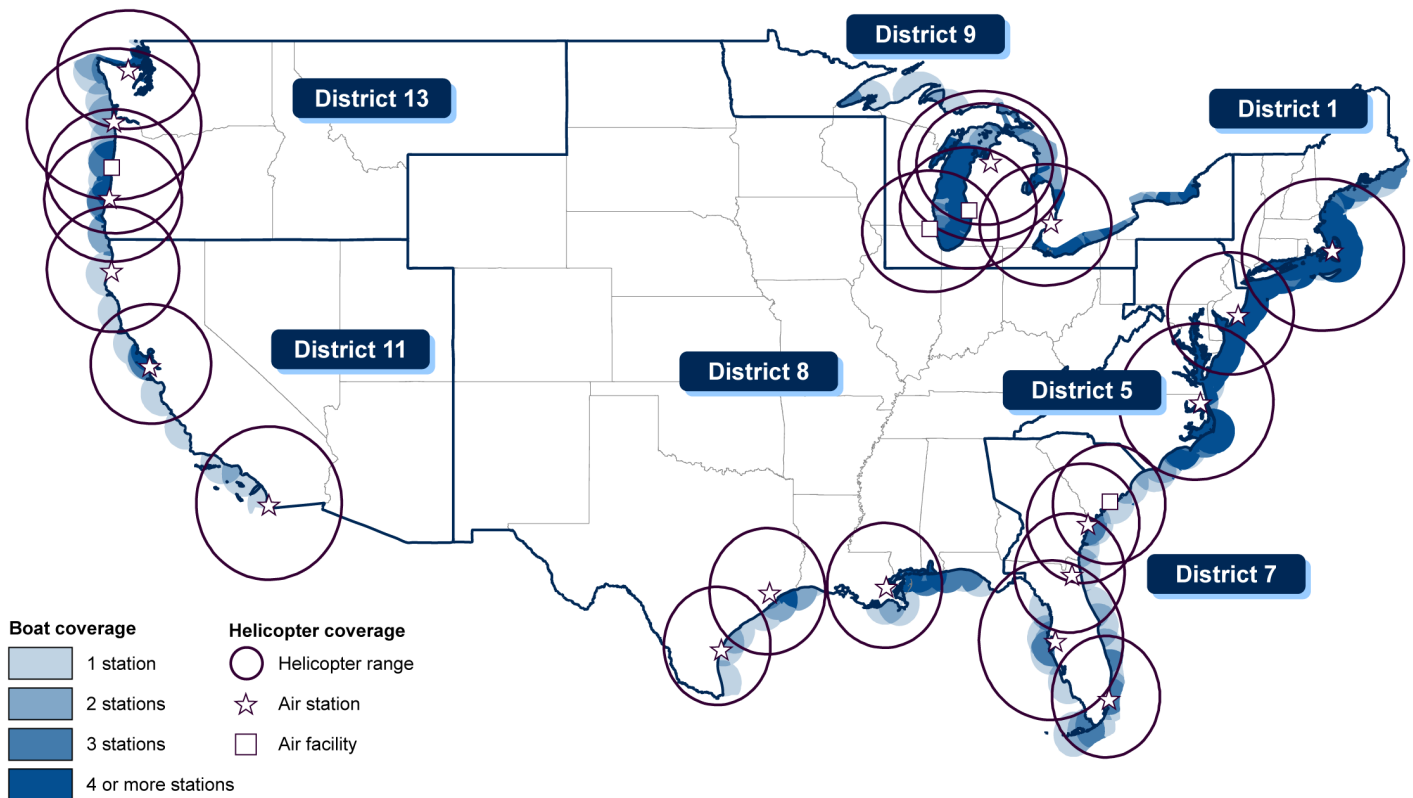 District 9
District 13
District 1
District 11
District 8
District 5
District 7
Boat coverage
1 station
2 stations
3 stations
4 or more stations
Helicopter coverage
Helicopter range
Air station
Air facility